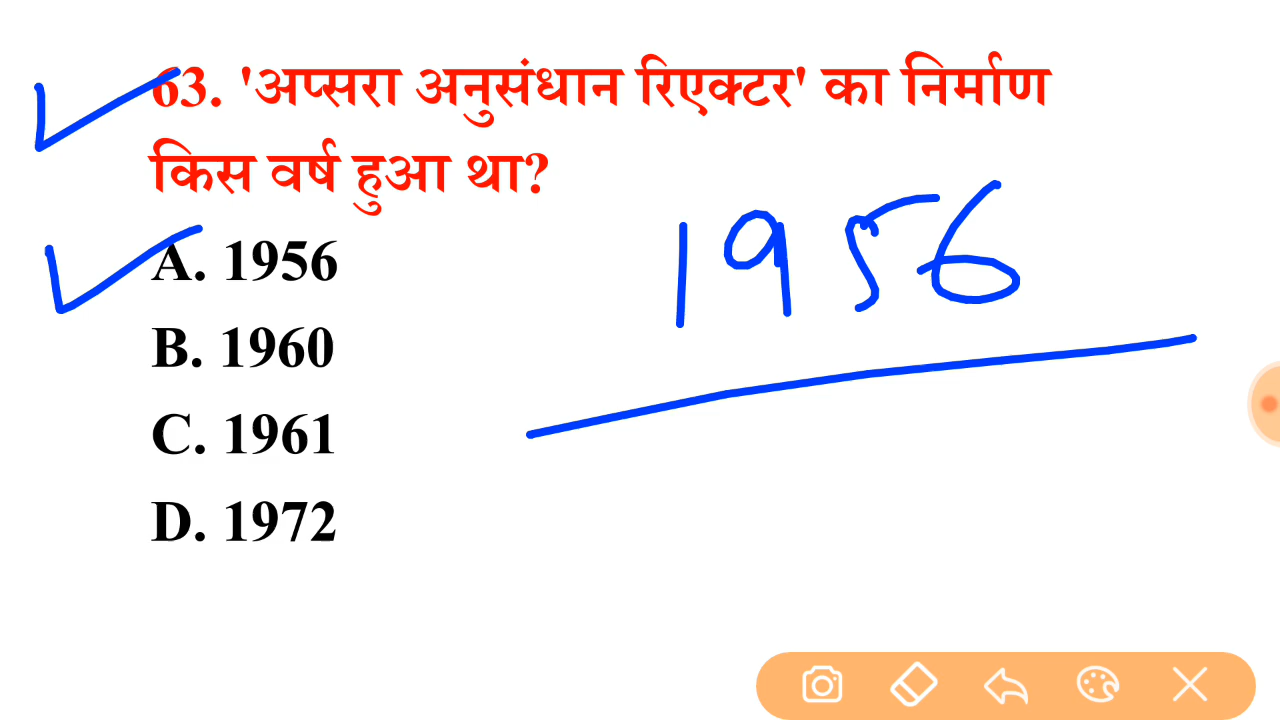 63. 'अप्सरा अनुसंधान रिएक्टर' का निर्माण
किस वर्ष हुआ था?
A. 1956
1956
B. 1960
C. 1961
D. 1972